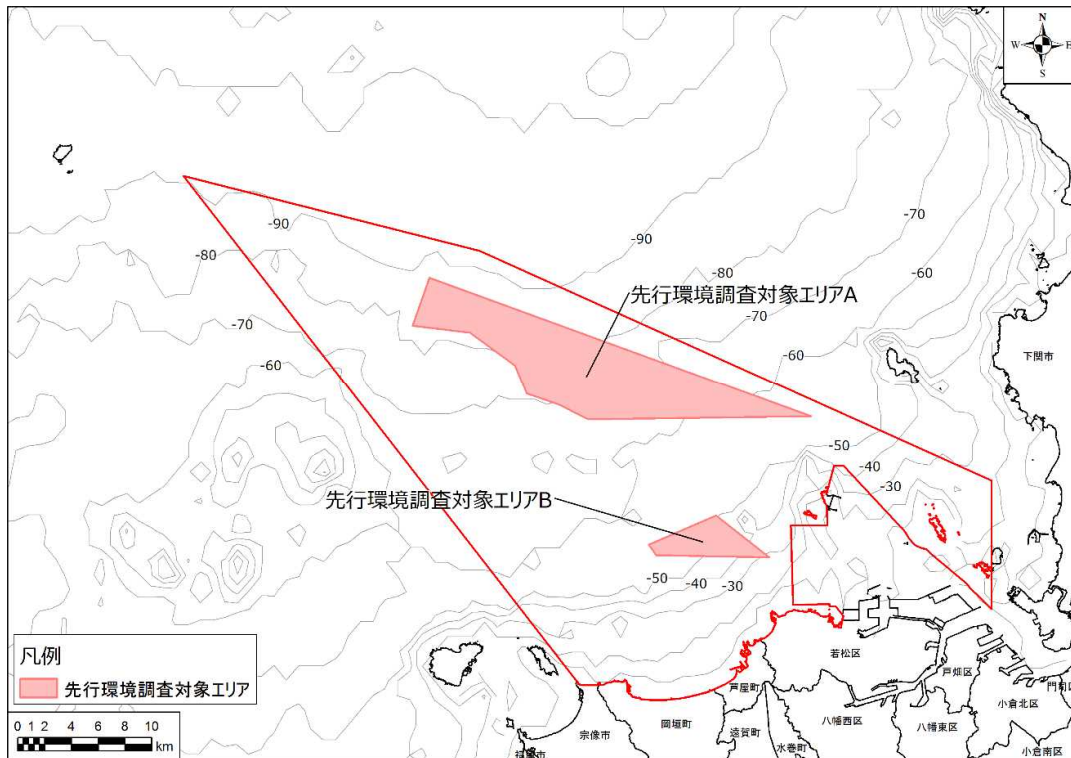 N
W E
S
-90
-80
-90
-70
-80
-60
先行環境調査対象エリアA
-70
-70
-60
-60
下関市
-50
-40
-30
先行環境調査対象エリアB
-50
-40
-30
若松区
戸畑区
小倉北区
芦屋町
岡垣町
宗像市
遠賀町
水巻町
八幡西区
八幡東区
小倉南区
凡例
先行環境調査対象エリア
0 1 2 4 6 8 10
km